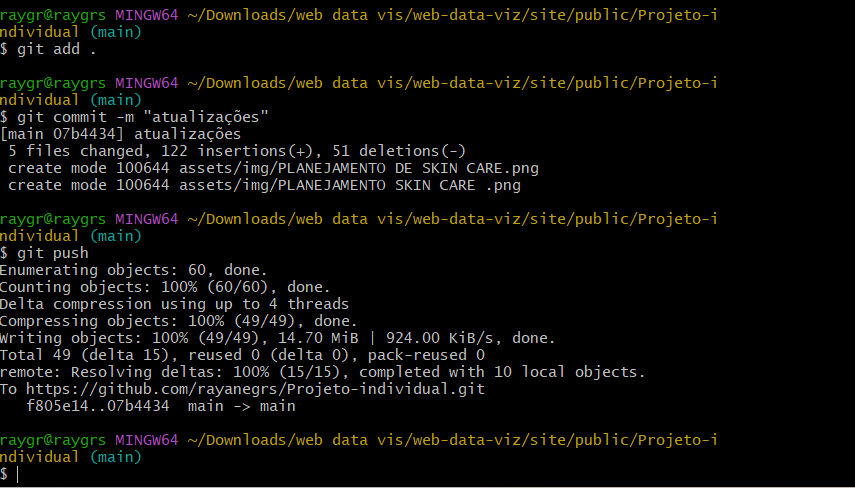 raygr@raygrs MINGW64 ~/Downloads/web data vis/web-data-viz/site/public/Projeto-i
ndividual (main)
$ git add .
raygr@raygrs MINGW64 ~/Downloads/web data vis/web-data-viz/site/public/Projeto-i
ndividual (main)
$ git commit -m "atualizações"
[main 07b4434] atualizações
 5 files changed, 122 insertions(+), 51 deletions(-)
 create mode 100644 assets/img/PLANEJAMENTO DE SKIN CARE.png
 create mode 100644 assets/img/PLANEJAMENTO SKIN CARE .png
raygr@raygrs MINGW64 ~/Downloads/web data vis/web-data-viz/site/public/Projeto-i
ndividual (main)
$ git push
Enumerating objects: 60, done.
Counting objects: 100% (60/60), done.
Delta compression using up to 4 threads
Compressing objects: 100% (49/49), done.
Writing objects: 100% (49/49), 14.70 MiB | 924.00 KiB/s, done.
Total 49 (delta 15), reused 0 (delta 0), pack-reused 0
remote: Resolving deltas: 100% (15/15), completed with 10 local objects.
To https://github.com/rayanegrs/Projeto-individual.git
   f805e14..07b4434  main -> main
raygr@raygrs MINGW64 ~/Downloads/web data vis/web-data-viz/site/public/Projeto-i
ndividual (main)
$